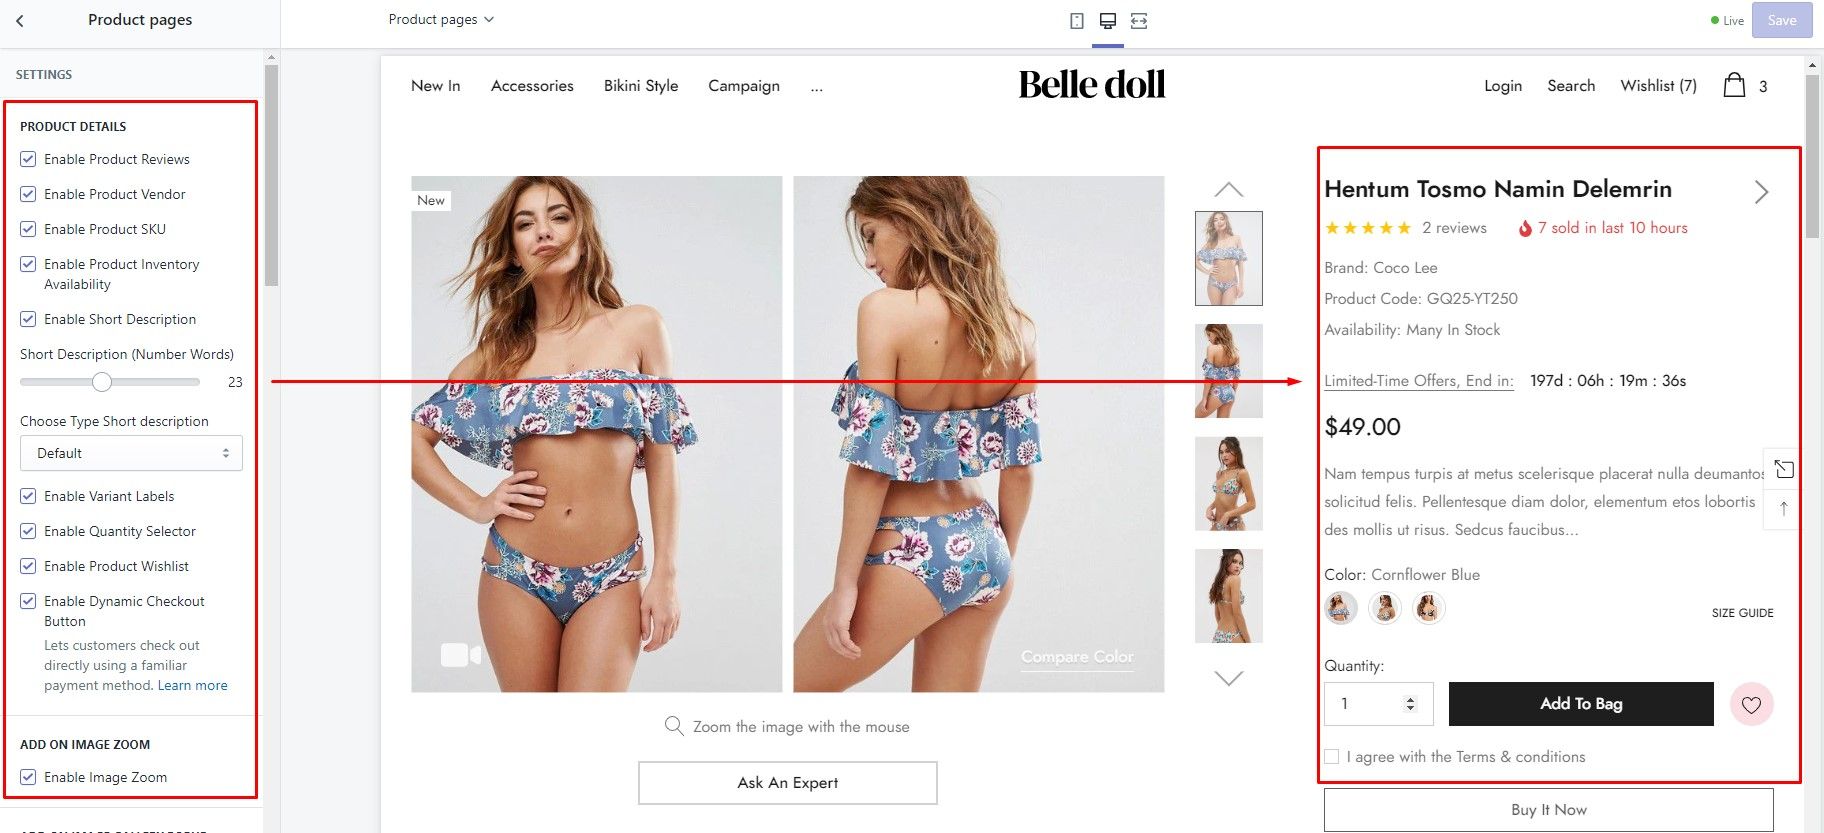 Product pages
Product pages
Live
Save
SETTINGS
PRODUCT DETAILS
Enable Product Reviews
Enable Product Vendor
Enable Product SKU
Enable Product Inventory
Availability
Enable Short Description
Short Description (Number Words)
23
Choose Type Short description
Default
Enable Variant Labels
Enable Quantity Selector
Enable Product Wishlist
Enable Dynamic Checkout
Button
Lets customers check out
directly using a familiar
payment method. Learn more
ADD ON IMAGE ZOOM
Enable Image Zoom
New In
Accessories
Bikini Style
Campaign
...
Belle doll
Login
Search
Wishlist (7)
3
New
Compare Color
Zoom the image with the mouse
Ask An Expert
Hentum Tosmo Namin Delemrin
2 reviews
7 sold in last 10 hours
Brand: Coco Lee
Product Code: GQ25-YT250
Availability: Many In Stock
Limited-Time Offers, End in: 197d : 06h : 19m : 36s
$49.00
Nam tempus turpis at metus scelerisque placerat nulla deumantos
solicitud felis. Pellentesque diam dolor, elementum etos lobortis
des mollis ut risus. Sedcus faucibus...
Color: Cornflower Blue
SIZE GUIDE
Quantity:
1
Add To Bag
I agree with the Terms & conditions
Buy It Now